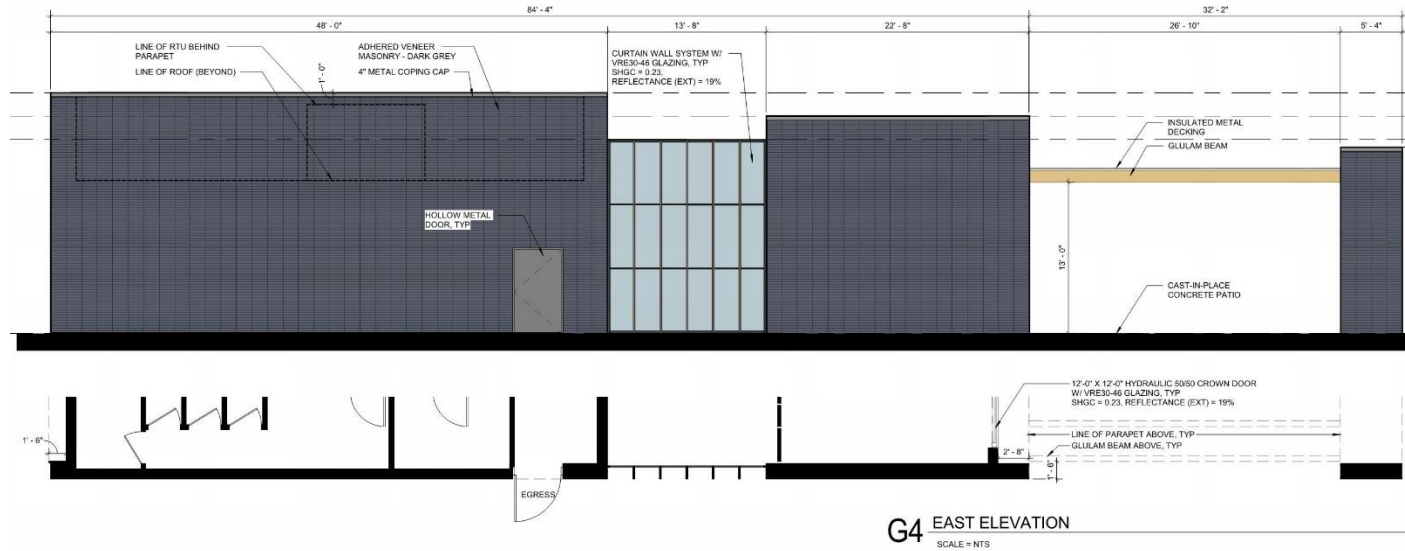 84' - 4"
32' - 2"
48' - 0"
13' - 8"
22' - 8"
26' - 10"
5' - 4"
LINE OF RTU BEHIND
PARAPET
LINE OF ROOF (BEYOND)
1' - 0"
ADHERED VENEER
MASONRY - DARK GREY
4" METAL COPING CAP
CURTAIN WALL SYSTEM W/
VRE30-46 GLAZING, TYP
SHGC = 0.23,
REFLECTANCE (EXT) = 19%
INSULATED METAL
DECKING
GLULAM BEAM
HOLLOW METAL
DOOR, TYP
13' - 0"
CAST-IN-PLACE
CONCRETE PATIO
12'-0" X 12'-0" HYDRAULIC 50/50 CROWN DOOR
W/ VRE30-46 GLAZING, TYP
SHGC = 0.23, REFLECTANCE (EXT) = 19%
1' - 6"
LINE OF PARAPET ABOVE, TYP
GLULAM BEAM ABOVE, TYP
2' - 8"
1' - 6"
EGRESS
G4 EAST ELEVATION
SCALE = NTS